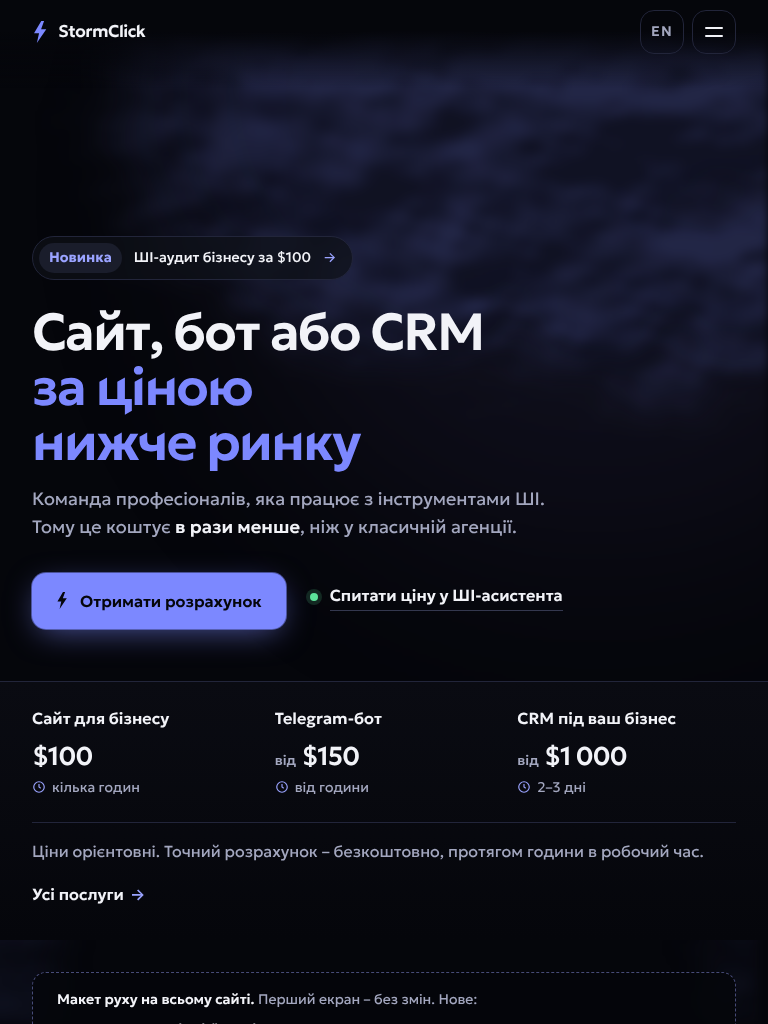 StormClick
EN
Новинка ШІ-аудит бізнесу за $100 →
Сайт, бот або CRM
за ціною
нижче ринку
Команда професіоналів, яка працює з інструментами ШІ.
Тому це коштує в рази менше, ніж у класичній агенції.
Отримати розрахунок
Спитати ціну у ШІ-асистента
Сайт для бізнесу
$100
кілька годин
Telegram-бот
від $150
від години
CRM під ваш бізнес
від $1 000
2–3 дні
Ціни орієнтовні. Точний розрахунок – безкоштовно, протягом години в робочий час.
Усі послуги →
Макет руху на всьому сайті. Перший екран – без змін. Нове: